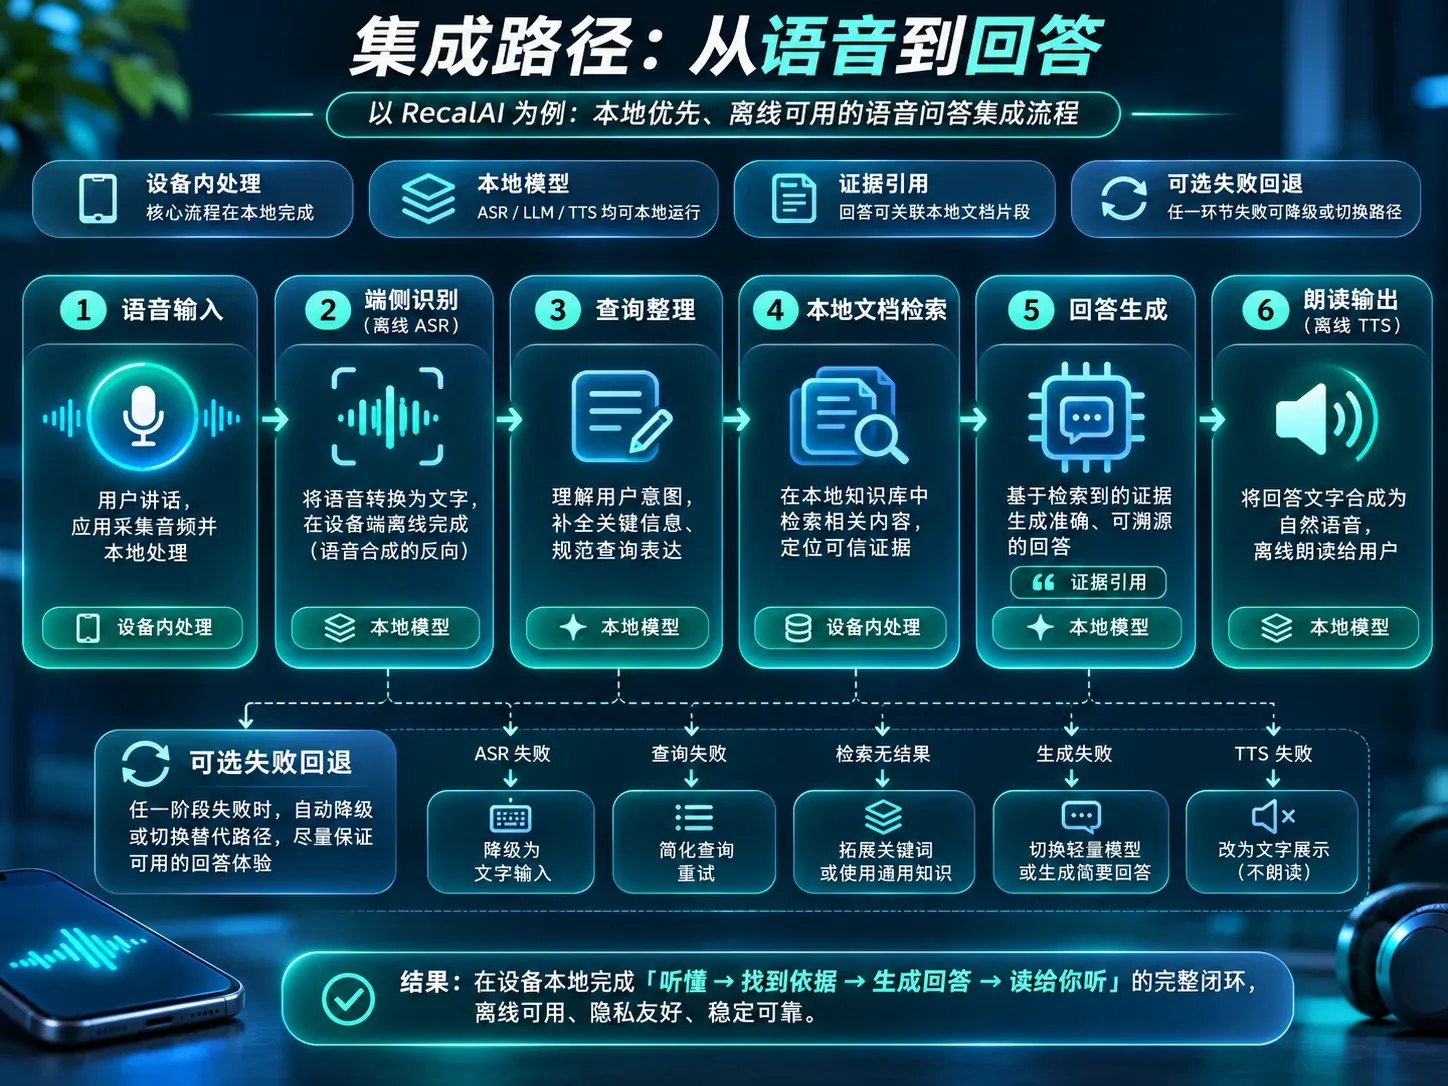 集成路径：从语音到回答
以 RecalAI 为例：本地优先、离线可用的语音问答集成流程
设备内处理
核心流程在本地完成
本地模型
ASR / LLM / TTS 均可本地运行
证据引用
回答可关联本地文档片段
可选失败回退
任一环节失败可降级或切换路径
1 语音输入
用户讲话，
应用采集音频并
本地处理
设备内处理
2 端侧识别
（离线 ASR）
将语音转换为文字，
在设备端离线完成
（语音合成的反向）
本地模型
3 查询整理
理解用户意图，
补全关键信息、
规范查询表达
本地模型
4 本地文档检索
在本地知识库中
检索相关内容，
定位可信证据
设备内处理
5 回答生成
基于检索到的证据
生成准确、可溯源
的回答
证据引用
本地模型
6 朗读输出
（离线 TTS）
将回答文字合成为
自然语音，
离线朗读给用户
本地模型
可选失败回退
任一阶段失败时，自动降级
或切换替代路径，尽量保证
可用的回答体验
ASR 失败
降级为
文字输入
查询失败
简化查询
重试
检索无结果
拓展关键词
或使用通用知识
生成失败
切换轻量模型
或生成简要回答
TTS 失败
改为文字展示
（不朗读）
结果：在设备本地完成「听懂 → 找到依据 → 生成回答 → 读给你听」的完整闭环，
离线可用、隐私友好、稳定可靠。